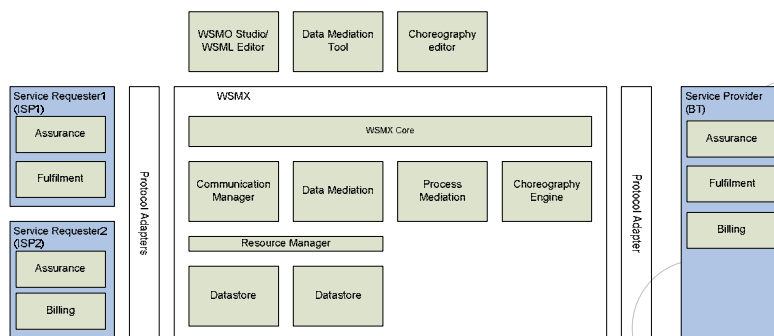 WSMO Studio/
WSML Editor
Data Mediation
Tool
Choreography
editor
Service Requester1
(ISP1)
Assurance
Fulfilment
Service Requester2
(ISP2)
Assurance
Billing
Protocol Adapters
WSMX
WSMX Core
Communication
Manager
Data Mediation
Process
Mediation
Choreography
Engine
Resource Manager
Datastore
Datastore
Protocol Adapter
Service Provider
(BT)
Assurance
Fulfilment
Billing